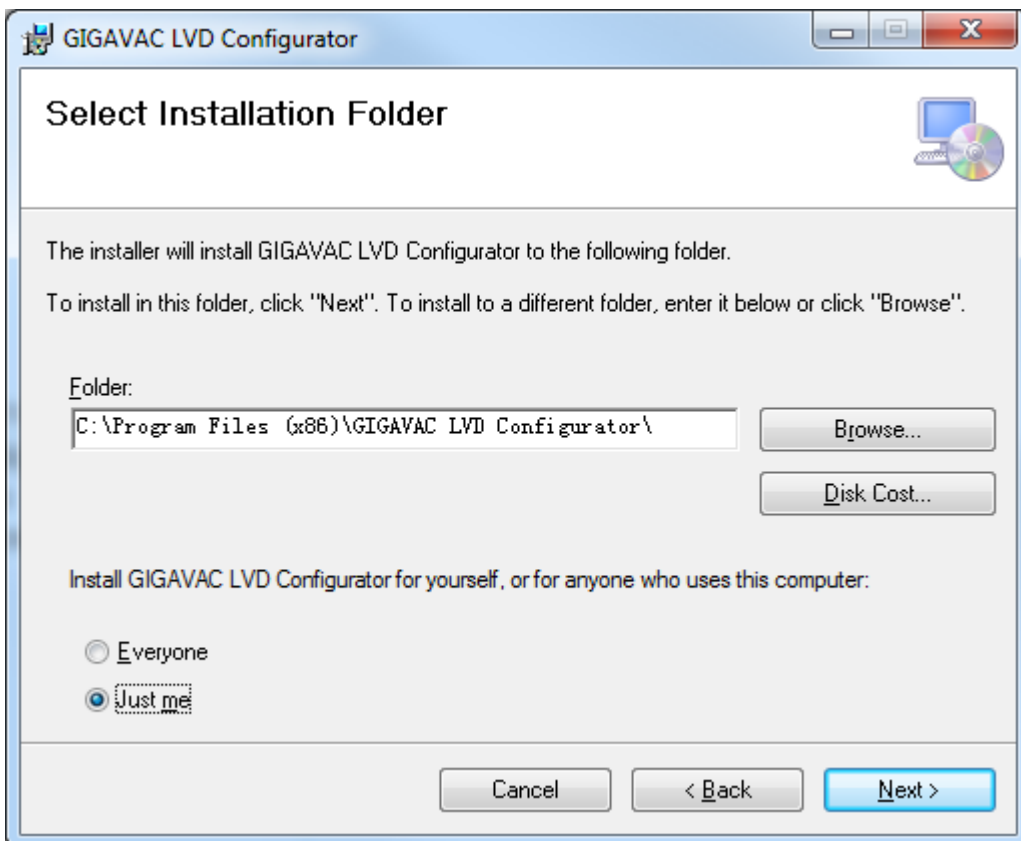 GIGAVAC LVD Configurator
Select Installation Folder
The installer will install GIGAVAC LVD Configurator to the following folder.
To install in this folder, click "Next". To install to a different folder, enter it below or click "Browse".
Folder:
C:\Program Files (x86)\GIGAVAC LVD Configurator\
Browse...
Disk Cost...
Install GIGAVAC LVD Configurator for yourself, or for anyone who uses this computer:
Everyone
Just me
Cancel
< Back
Next >